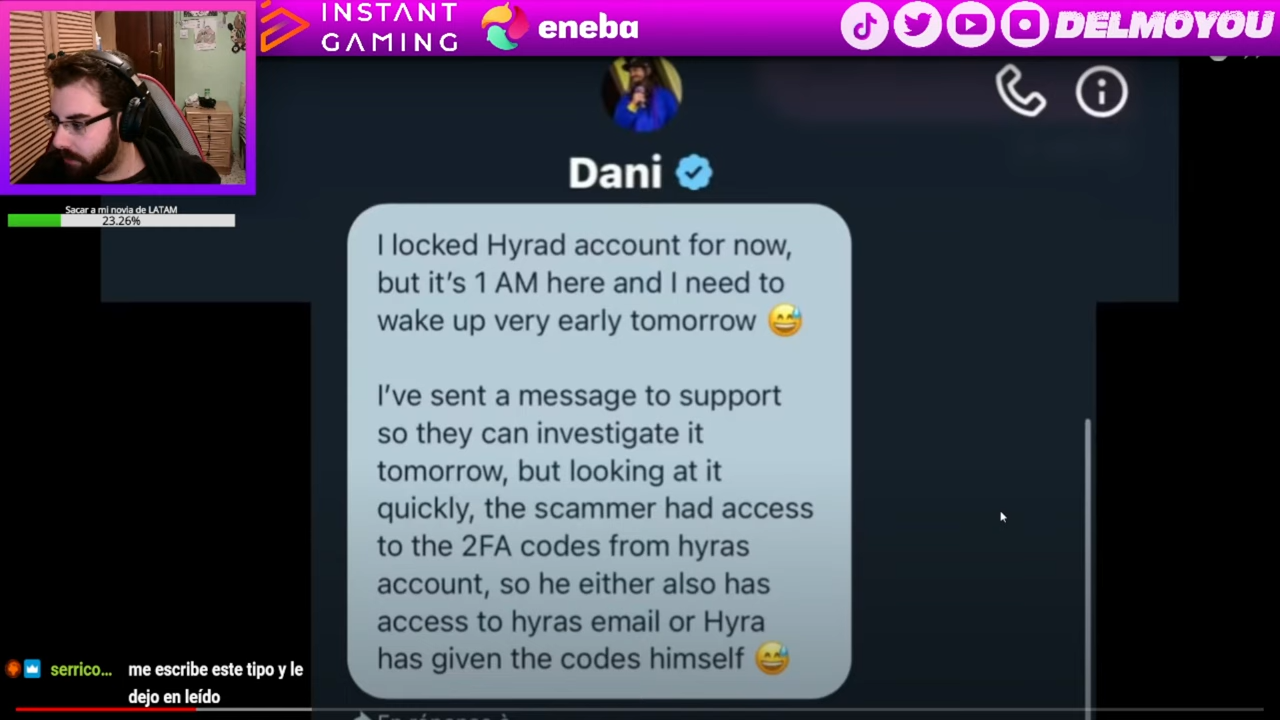 INSTANT
GAMING
eneba
DELMOYOU
Sacar a mi novia de LATAM
23.26%
Dani
I locked Hyrad account for now,
but it's 1 AM here and I need to
wake up very early tomorrow 😅
I've sent a message to support
so they can investigate it
tomorrow, but looking at it
quickly, the scammer had access
to the 2FA codes from hyras
account, so he either also has
access to hyras email or Hyra
has given the codes himself 😅
serrico... me escribe este tipo y le
dejo en leído